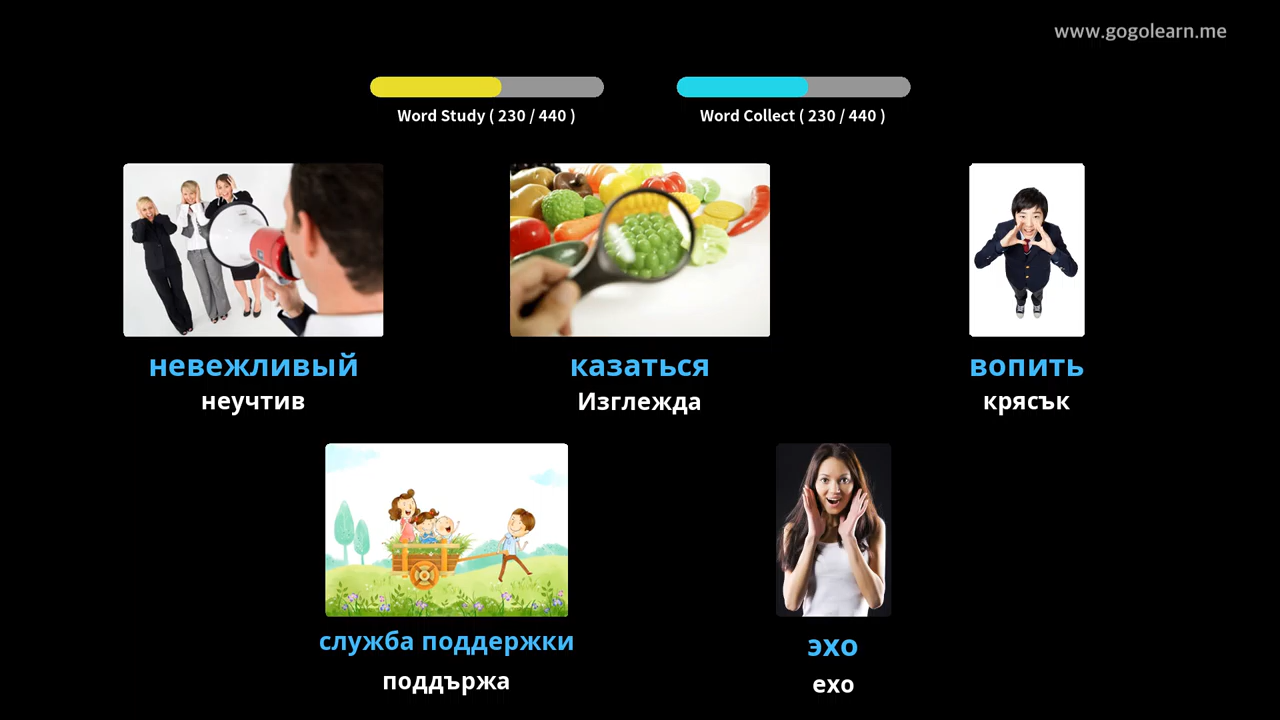 www.gogolearn.me
Word Study ( 230 / 440 )
Word Collect ( 230 / 440 )
невежливый
неучтив
казаться
Изглежда
вопить
крясък
служба поддержки
поддържа
эхо
ехо